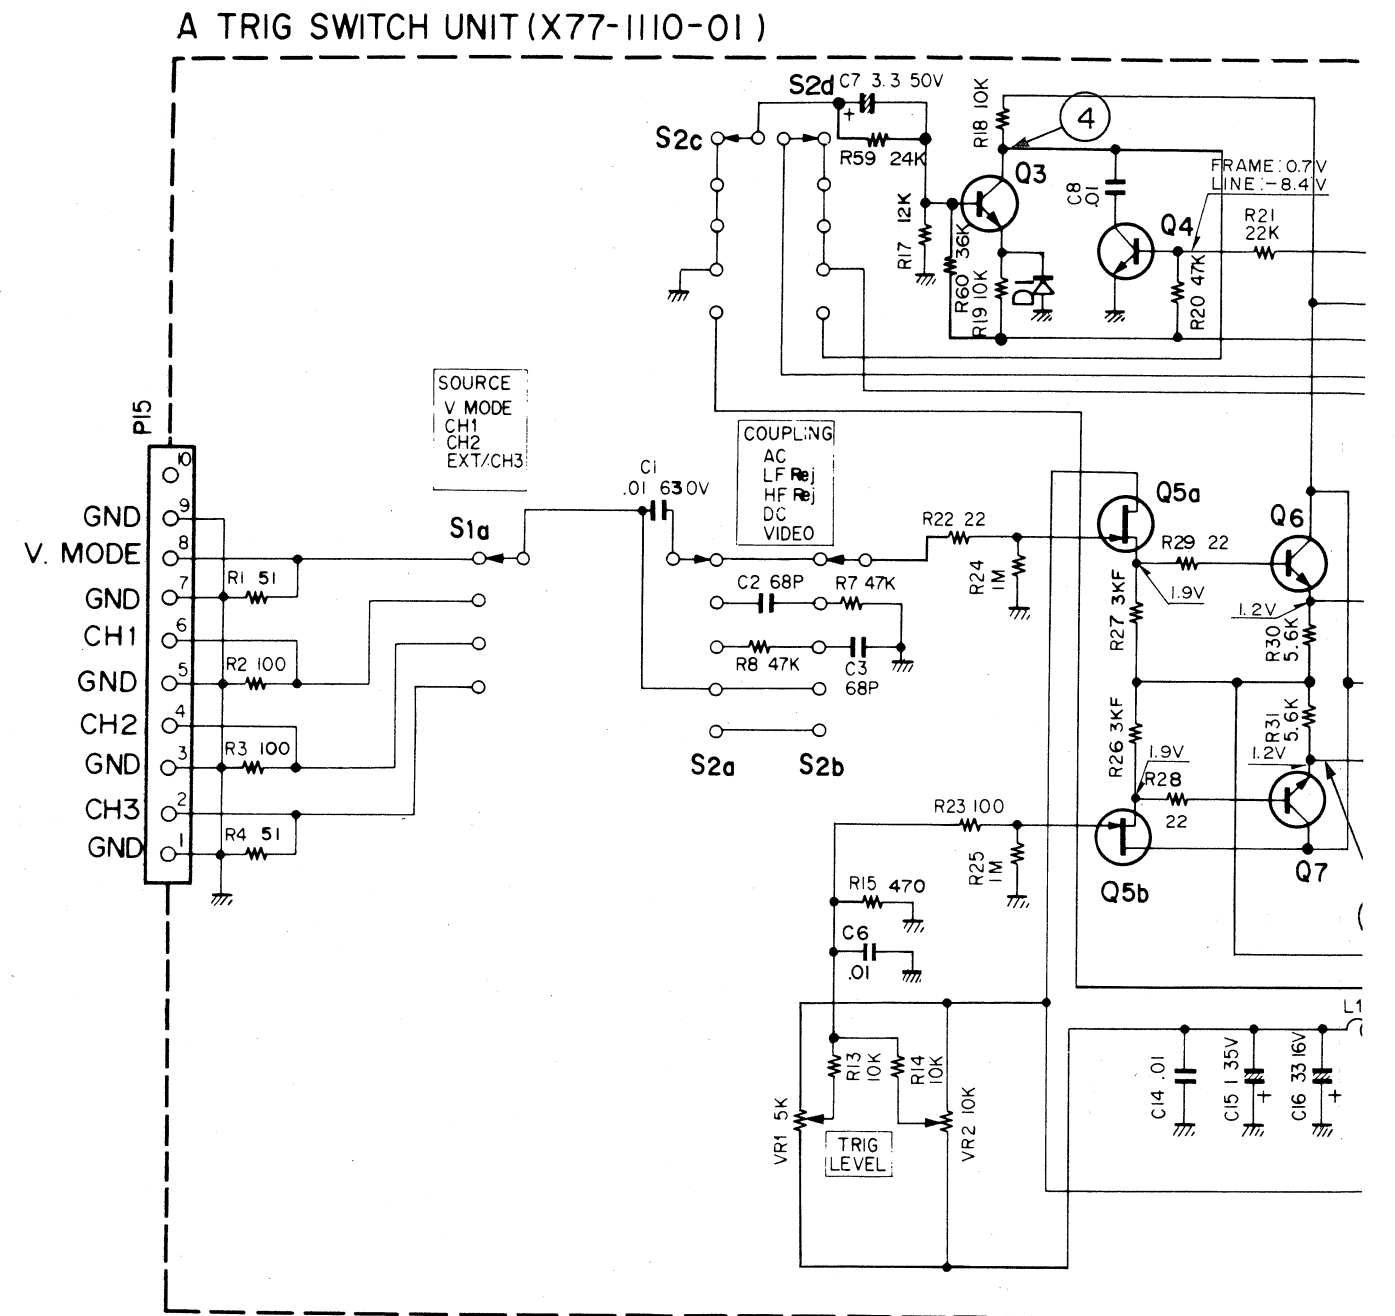 A TRIG SWITCH UNIT (X77-1110-01)
S2d
C7 3.3 50V
+
S2c
R59 24K
R18 10K
4
Q3
C8 .01
FRAME:0.7V
LINE:-8.4V
Q4
R21
22K
R17 12K
R60 36K
R19 10K
D1
R20 47K
SOURCE
V MODE
CH1
CH2
EXT/CH3
P15
COUPLING
AC
LF Rej
HF Rej
DC
VIDEO
C1
.01 630V
10
GND
9
V. MODE
8
S1a
GND
7
R1 51
CH1
6
GND
5
R2 100
CH2
4
GND
3
R3 100
CH3
2
GND
1
R4 51
C2 68P
R7 47K
R8 47K
C3
68P
S2a
S2b
R22 22
R24
1M
Q5a
R29 22
1.9V
R27 3KF
Q6
1.2V
R30
5.6K
R31
5.6K
R26 3KF
1.9V
1.2V
R28
22
R23 100
R25
1M
Q5b
Q7
R15 470
C6
.01
R13
10K
R14
10K
VR1 5K
VR2 10K
TRIG
LEVEL
L1
C14 .01
C15 1 35V
+
C16 33 16V
+